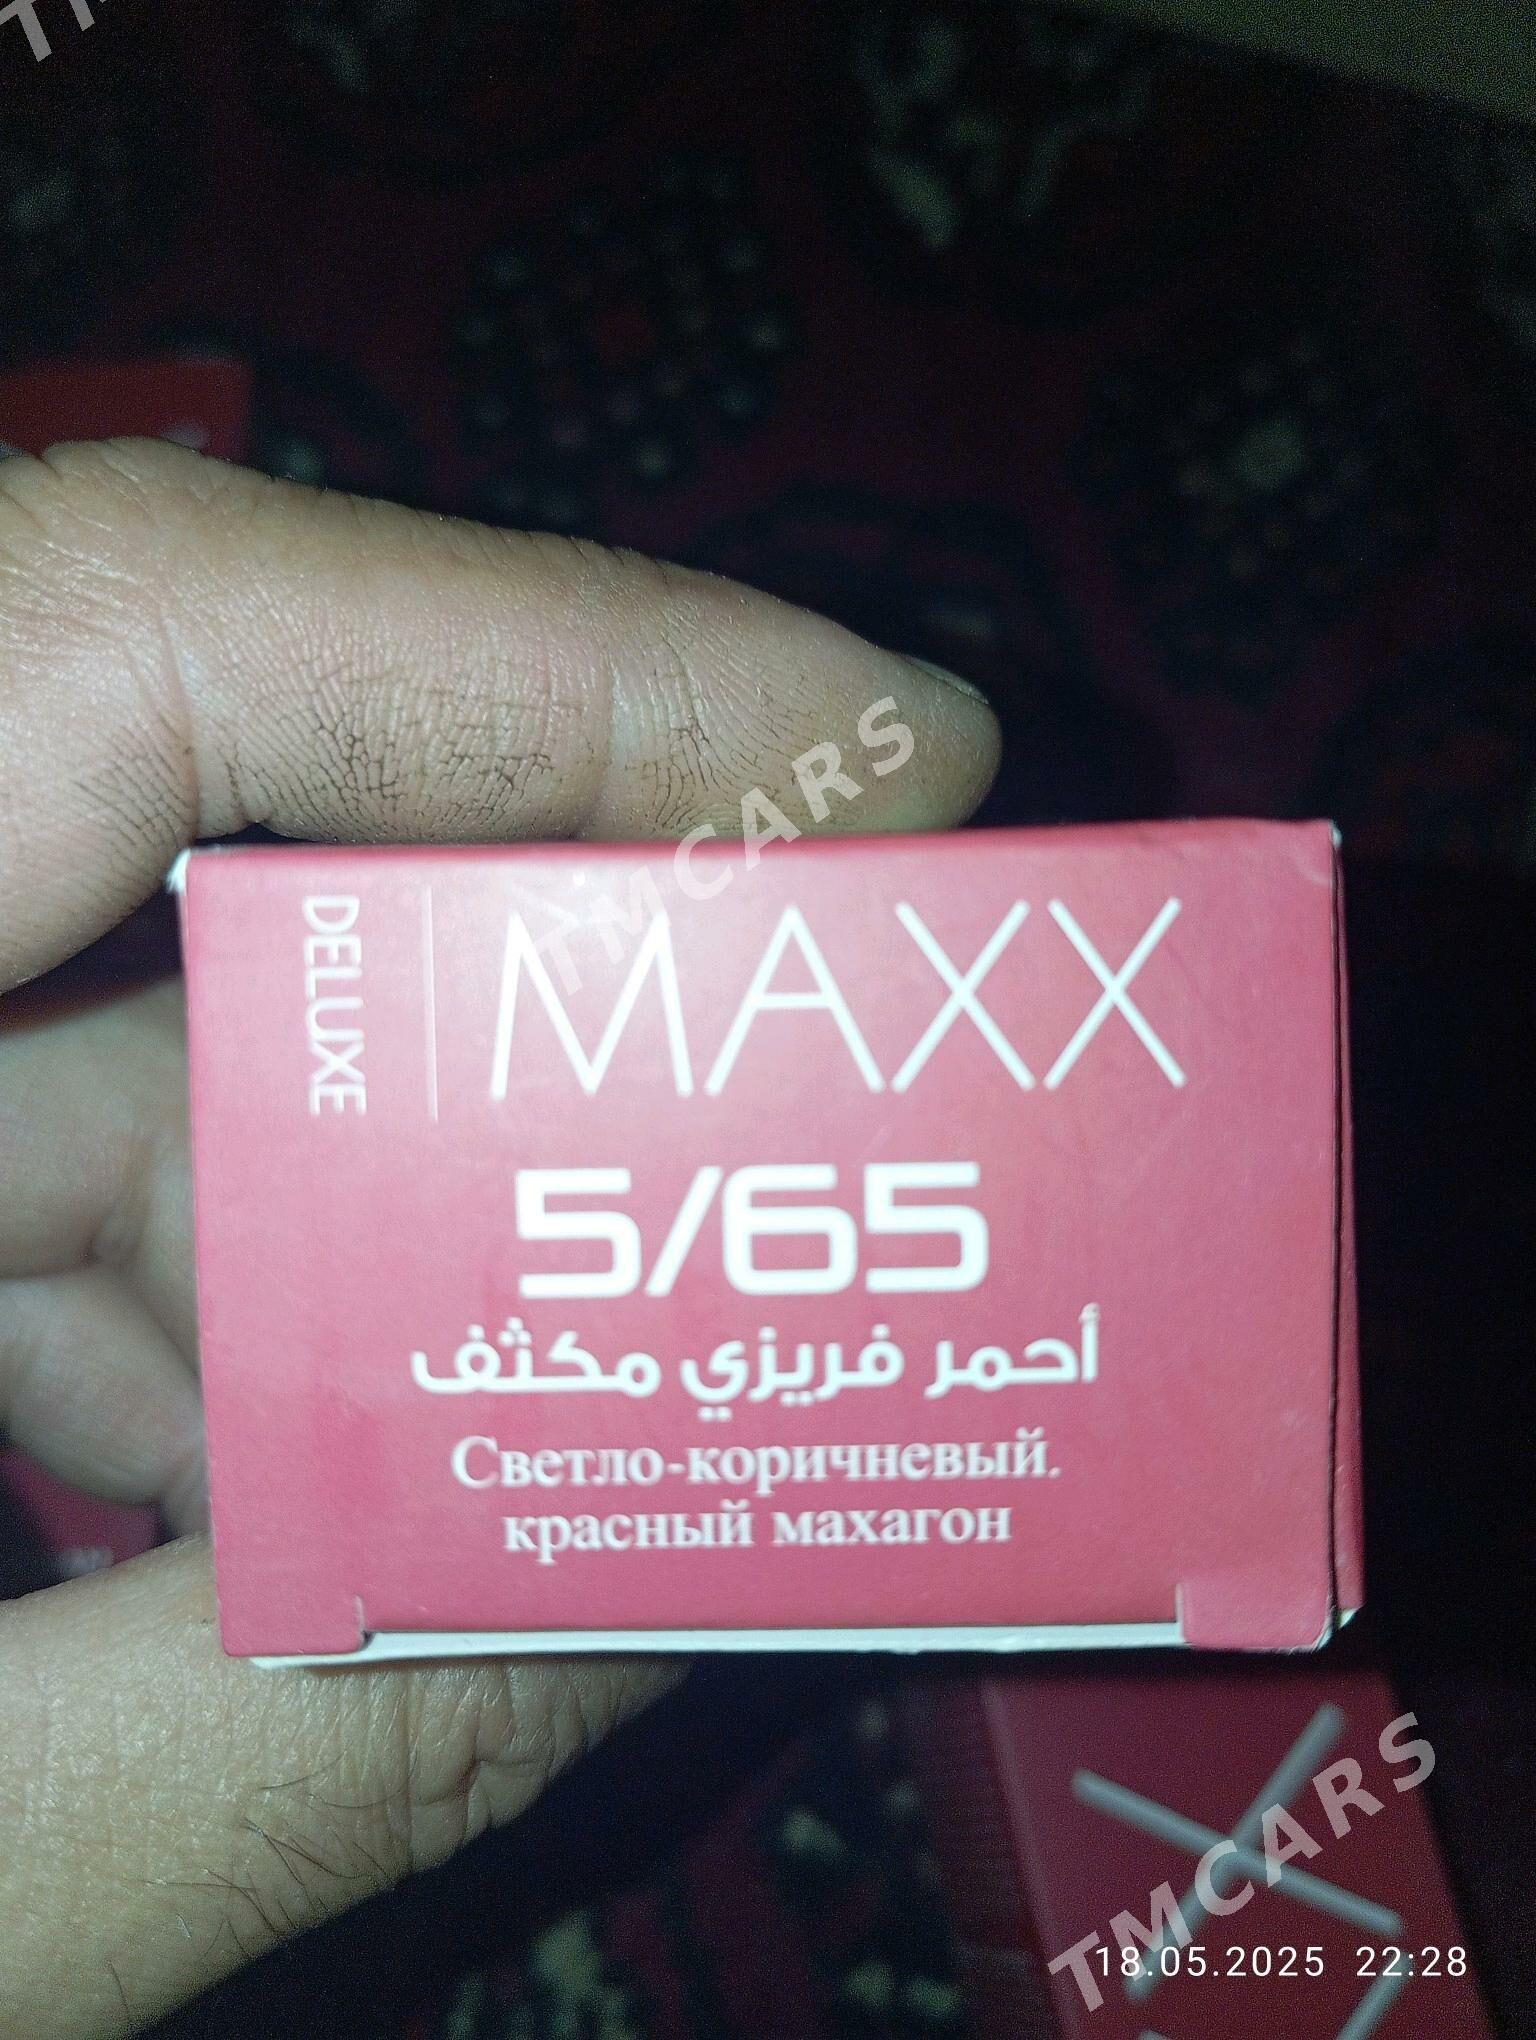 TMCARS
DELUXE
MAXX
5/65
أحمر فريزي مكثف
Светло-коричневый.
красный махагон
TMCARS
18.05.2025 22:28